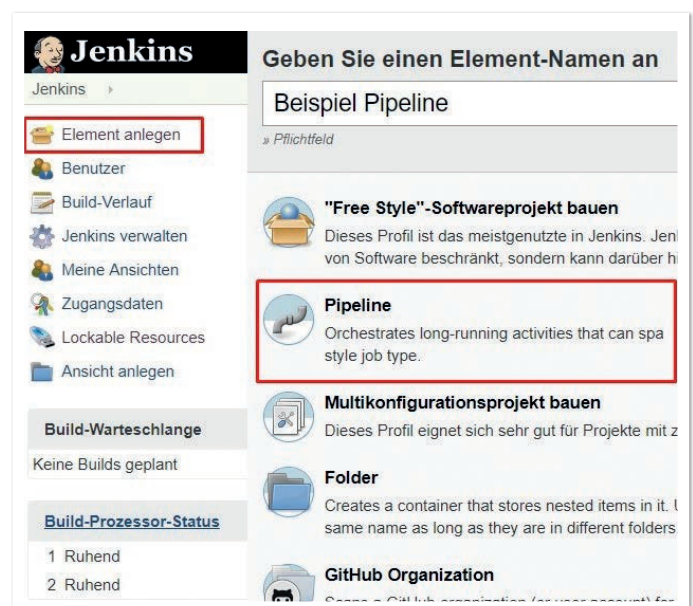 Jenkins
Jenkins
Element anlegen
Benutzer
Build-Verlauf
Jenkins verwalten
Meine Ansichten
Zugangsdaten
Lockable Resources
Ansicht anlegen
Build-Warteschlange
Keine Builds geplant
Build-Prozessor-Status
1 Ruhend
2 Ruhend
Geben Sie einen Element-Namen an
Beispiel Pipeline
» Pflichtfeld
"Free Style"-Softwareprojekt bauen
Dieses Profil ist das meistgenutzte in Jenkins. Jen
von Software beschränkt, sondern kann darüber hi
Pipeline
Orchestrates long-running activities that can spa
style job type.
Multikonfigurationsprojekt bauen
Dieses Profil eignet sich sehr gut für Projekte mit z
Folder
Creates a container that stores nested items in it.
same name as long as they are in different folders
GitHub Organization